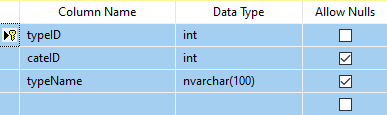 Column Name Data Type Allow Nulls
typeID int
cateID int
typeName nvarchar(100)